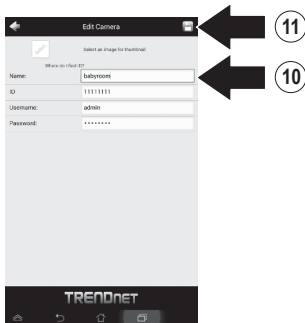 Edit Camera
11
Select an image for thumbnail
Where do I find ID?
Name: babyroom
10
ID 11111111
Username: admin
Password: ••••••••
TRENDNET